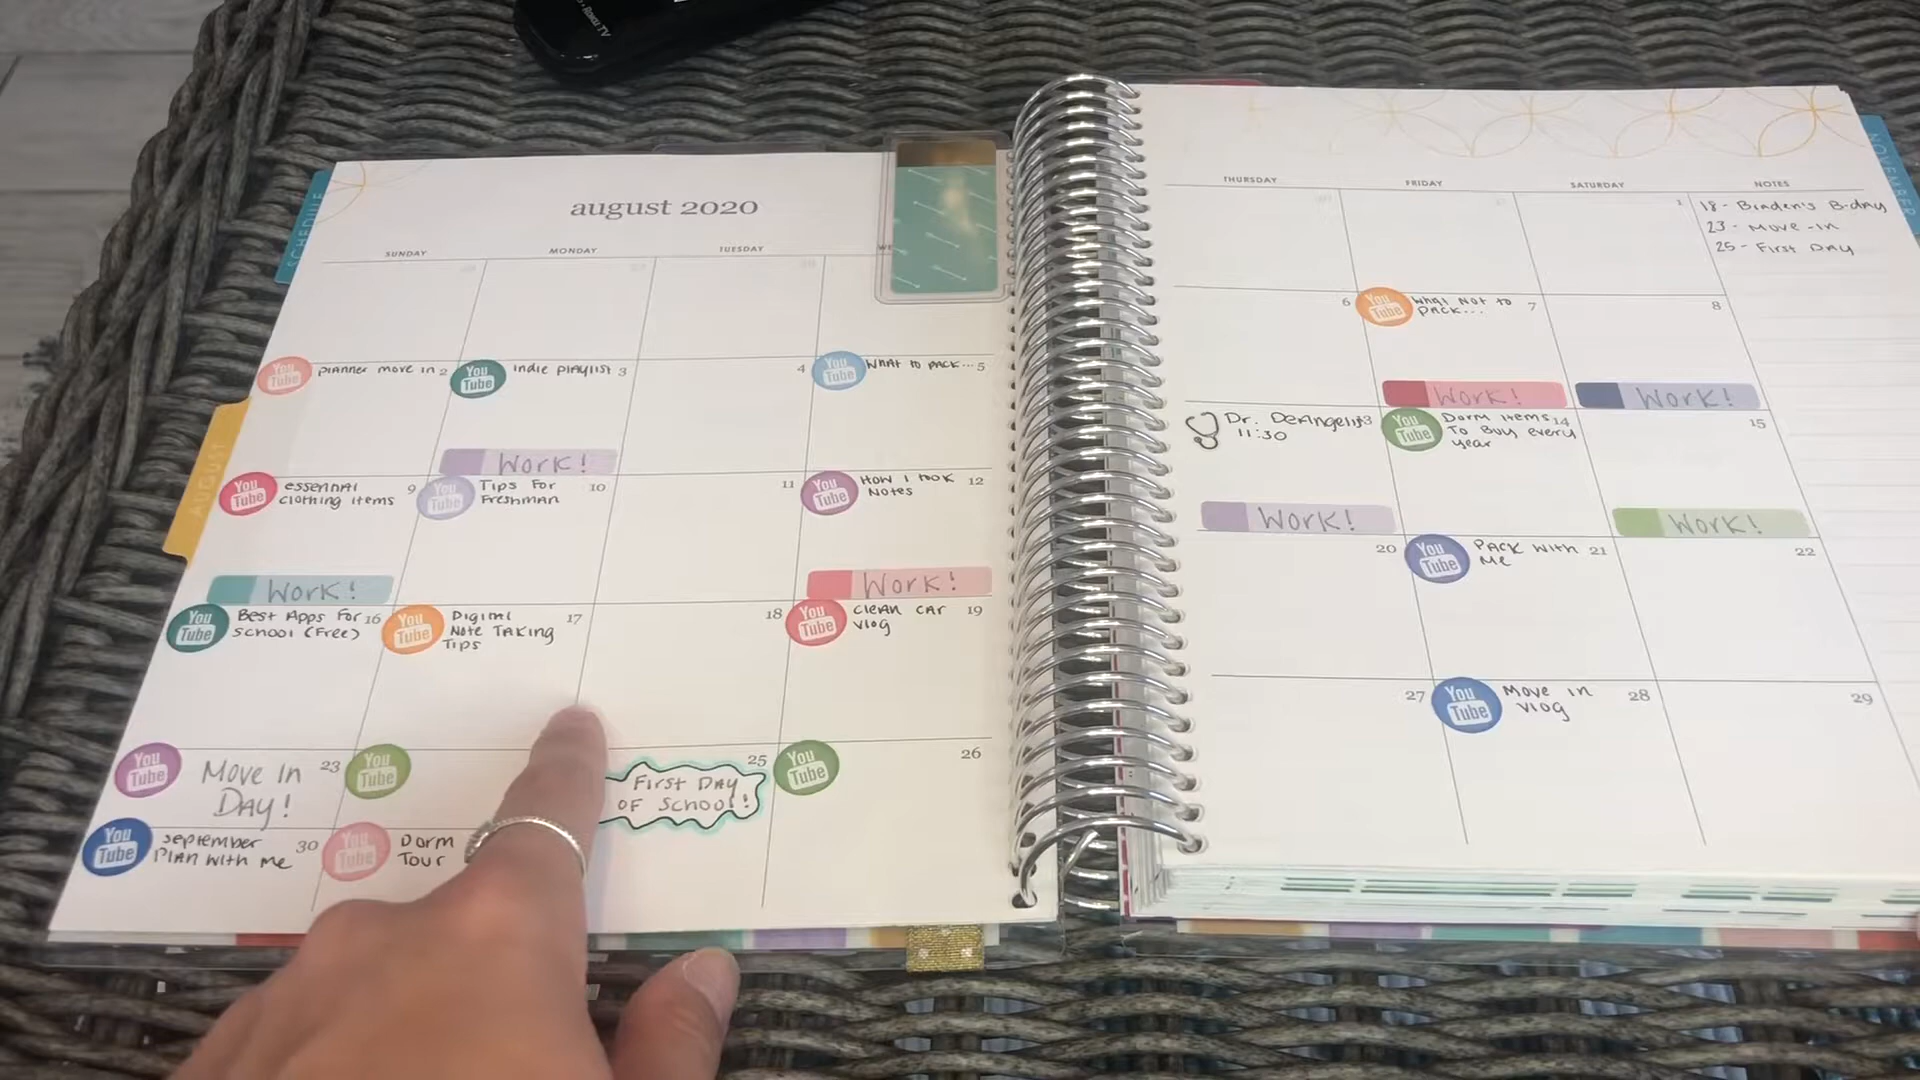 Roku TV
SCHEDULE
AUGUST
NOVEMBER
august 2020
SUNDAY
MONDAY
TUESDAY
THURSDAY
FRIDAY
SATURDAY
NOTES
1
18 - Braden's B-day
23 - Move-in
25 - First Day
You Tube
planner move in 2
You Tube
indie playlist 3
4
You Tube
What to pack... 5
6
You Tube
What Not to
pack... 7
8
Work!
Work!
Work!
You Tube
essential
clothing items
9
You Tube
Tips For
Freshman
10
11
You Tube
How I took
Notes
12
11:30
You Tube
Dorm items 14
To Buy every
year
15
Work!
Work!
Work!
Work!
You Tube
Best Apps For 16
School (Free)
You Tube
Digital
Note Taking
Tips
17
18
You Tube
clean car
vlog
19
20
You Tube
Pack with
Me
21
22
You Tube
Move In
Day!
23
You Tube
25
First Day
of School!
You Tube
26
27
You Tube
Move in
vlog
28
29
You Tube
september
Plan with Me
30
You Tube
Dorm
Tour